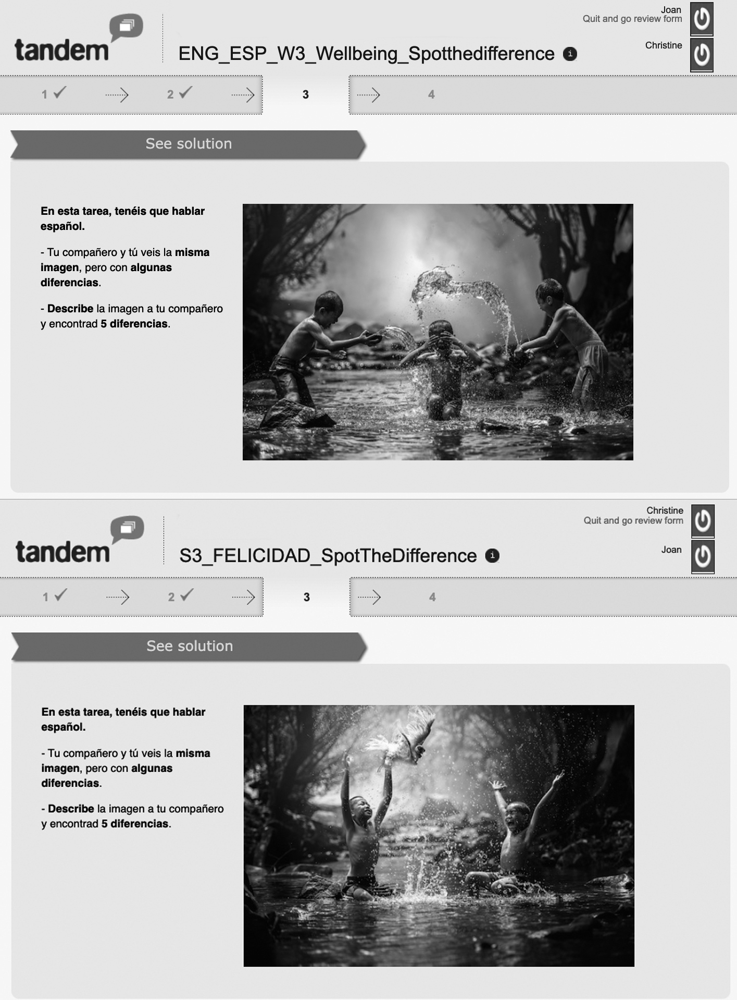 Joan
Quit and go review form
tandem
ENG_ESP_W3_Wellbeing_Spotthedifference i
Christine
1 2 3 4
See solution
En esta tarea, tenéis que hablar
español.
- Tu compañero y tú veis la misma
imagen, pero con algunas
diferencias.
- Describe la imagen a tu compañero
y encontrad 5 diferencias.
Christine
Quit and go review form
tandem
S3_FELICIDAD_SpotTheDifference i
Joan
1 2 3 4
See solution
En esta tarea, tenéis que hablar
español.
- Tu compañero y tú veis la misma
imagen, pero con algunas
diferencias.
- Describe la imagen a tu compañero
y encontrad 5 diferencias.